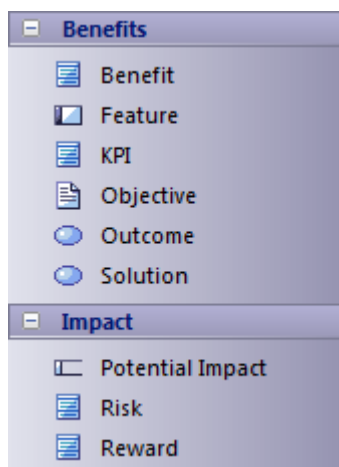 Benefits
Benefit
Feature
KPI
Objective
Outcome
Solution
Impact
Potential Impact
Risk
Reward